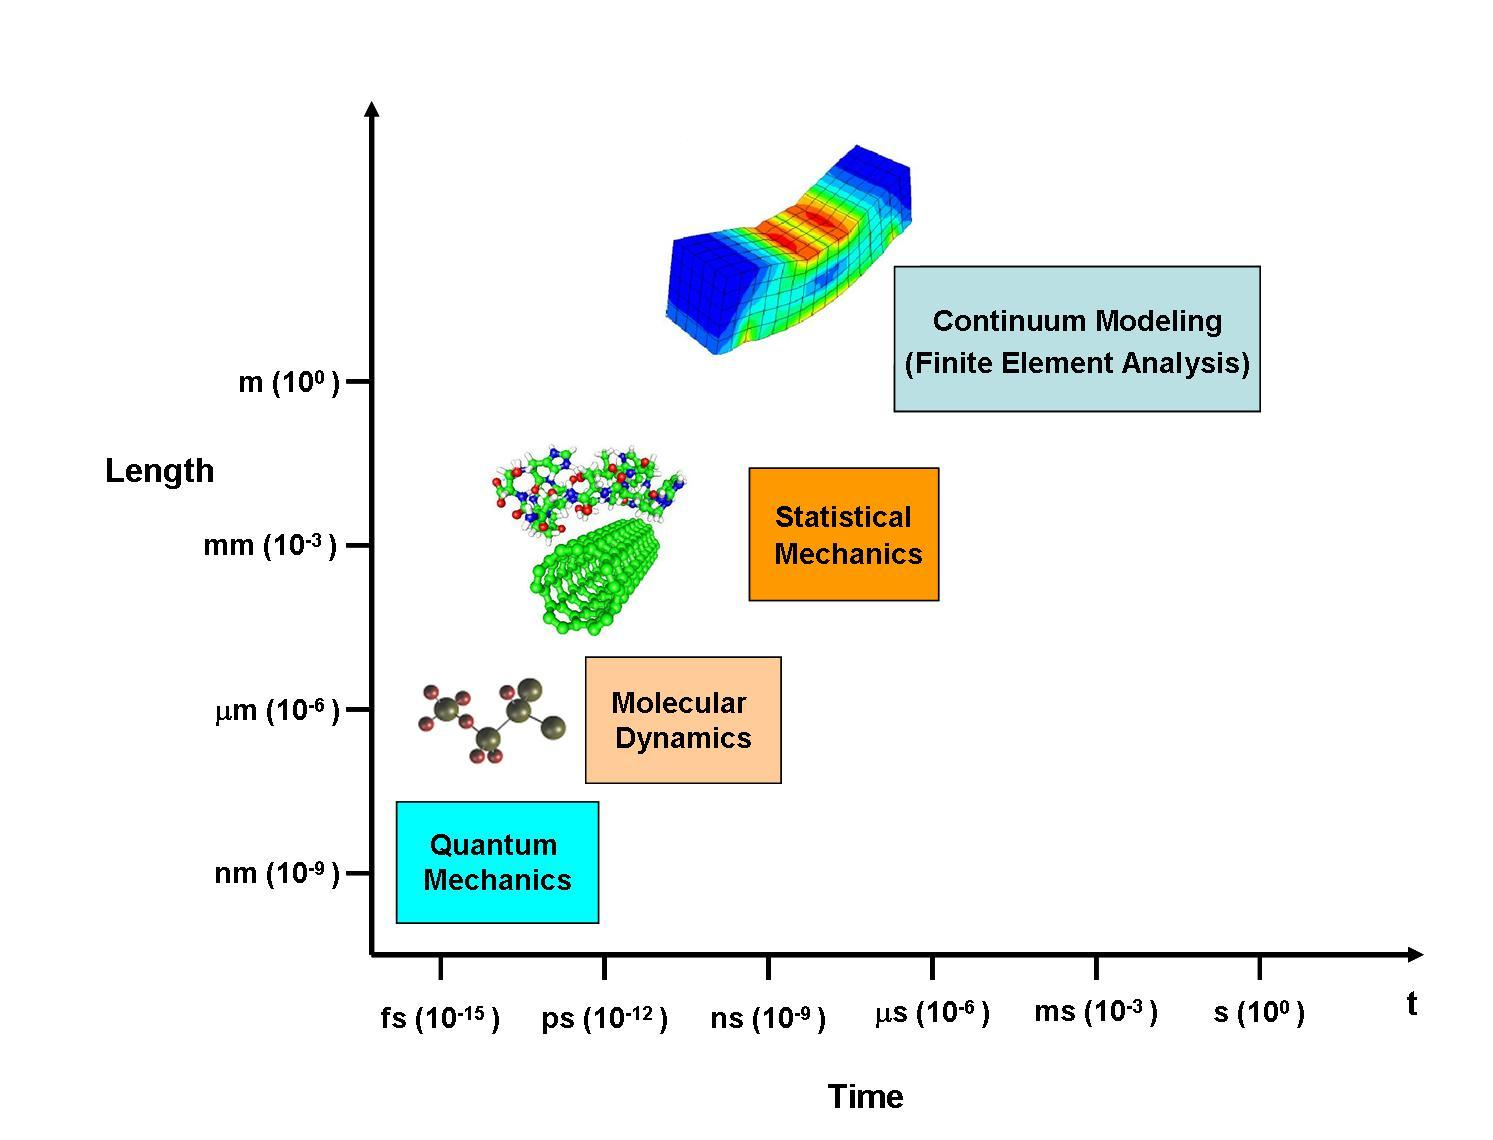 Continuum Modeling
(Finite Element Analysis)
m (10⁰ )
Length
Statistical
Mechanics
mm (10⁻³ )
Molecular
Dynamics
μm (10⁻⁶ )
Quantum
Mechanics
nm (10⁻⁹ )
fs (10⁻¹⁵ ) ps (10⁻¹² ) ns (10⁻⁹ ) μs (10⁻⁶ ) ms (10⁻³ ) s (10⁰ ) t
Time